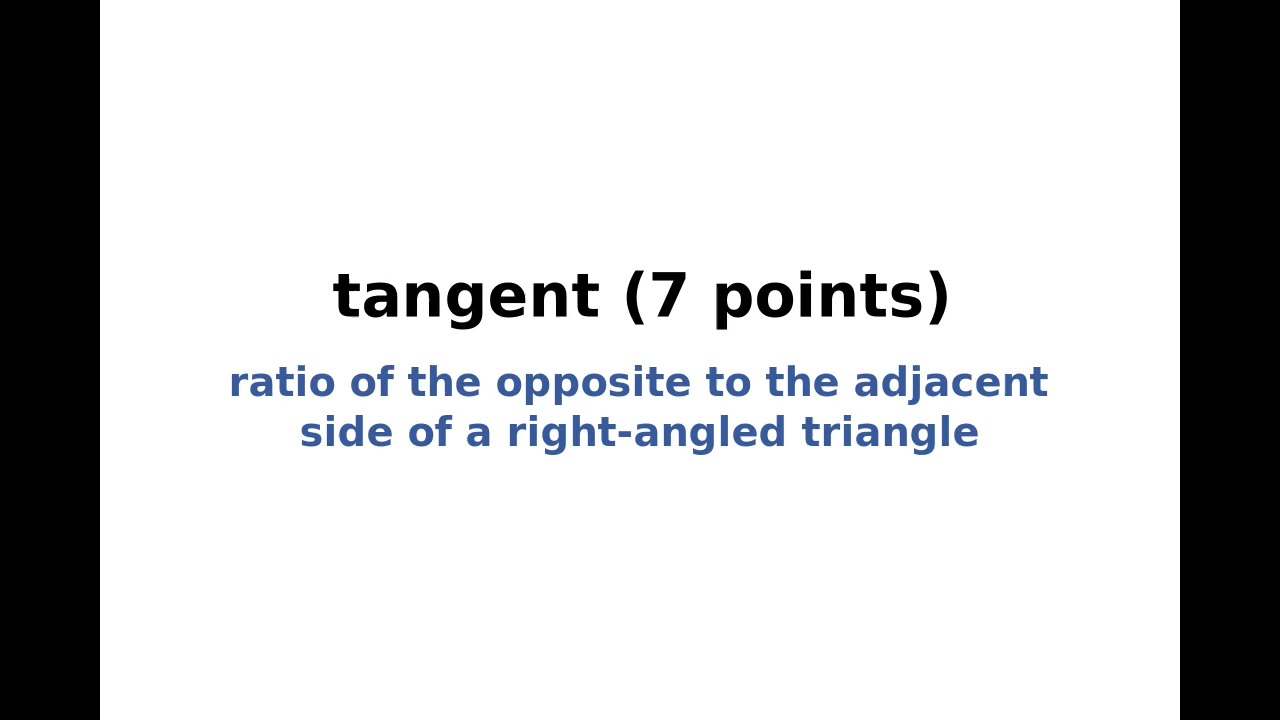 tangent (7 points)
ratio of the opposite to the adjacent
side of a right-angled triangle